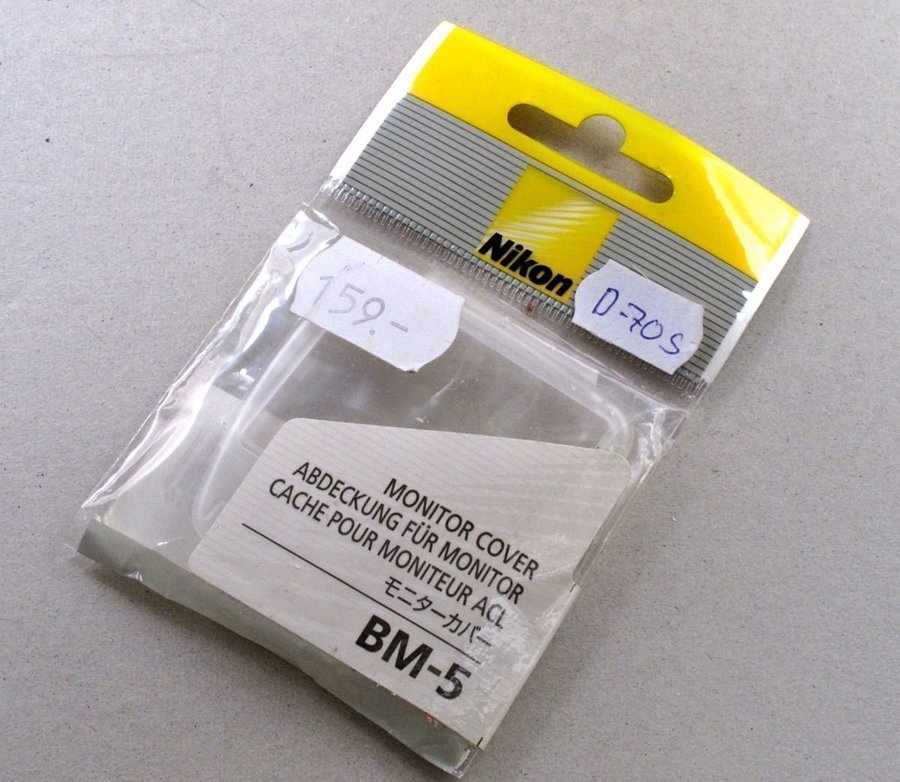 Nikon
D-70s
159.-
MONITOR COVER
ABDECKUNG FÜR MONITOR
CACHE POUR MONITEUR ACL
モニターカバー
BM-5